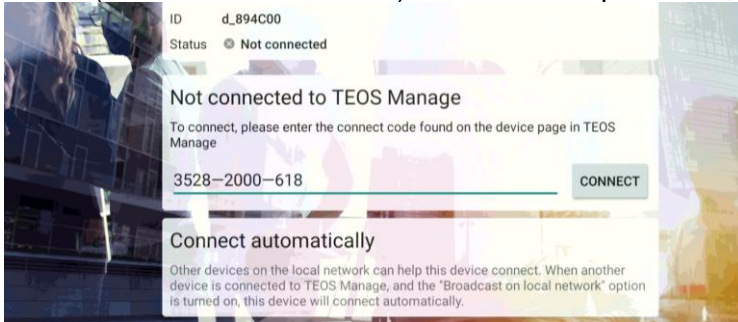 ID d_894C00
Status Not connected
Not connected to TEOS Manage
To connect, please enter the connect code found on the device page in TEOS
Manage
3528–2000–618
CONNECT
Connect automatically
Other devices on the local network can help this device connect. When another
device is connected to TEOS Manage, and the "Broadcast on local network" option
is turned on, this device will connect automatically.